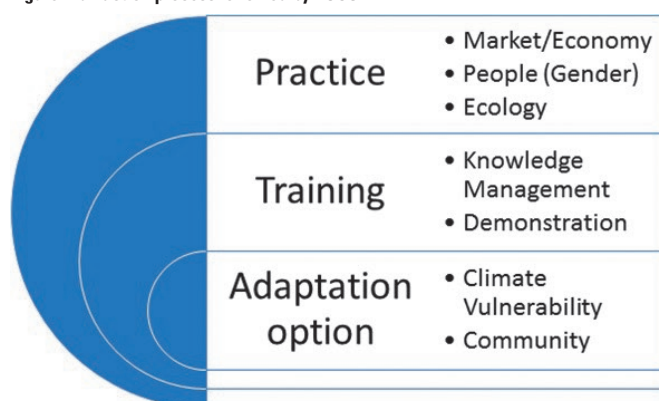 Practice
• Market/Economy
• People (Gender)
• Ecology
Training
• Knowledge
Management
• Demonstration
Adaptation
option
• Climate
Vulnerability
• Community